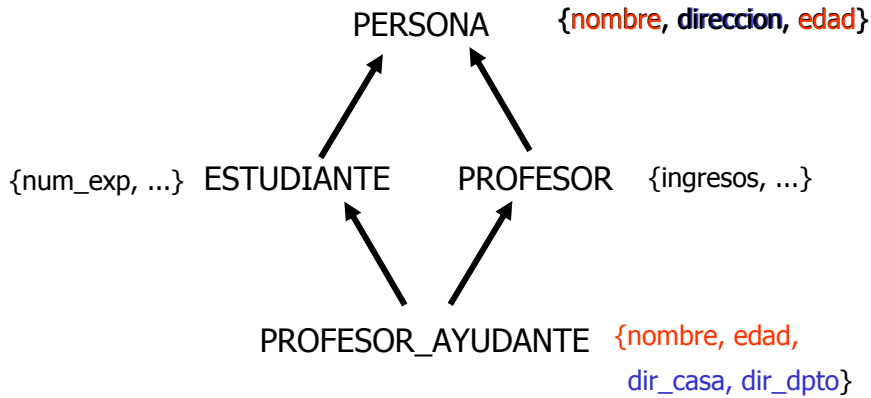 PERSONA {nombre, direccion, edad}
{num_exp, ...} ESTUDIANTE PROFESOR {ingresos, ...}
PROFESOR_AYUDANTE {nombre, edad,
dir_casa, dir_dpto}